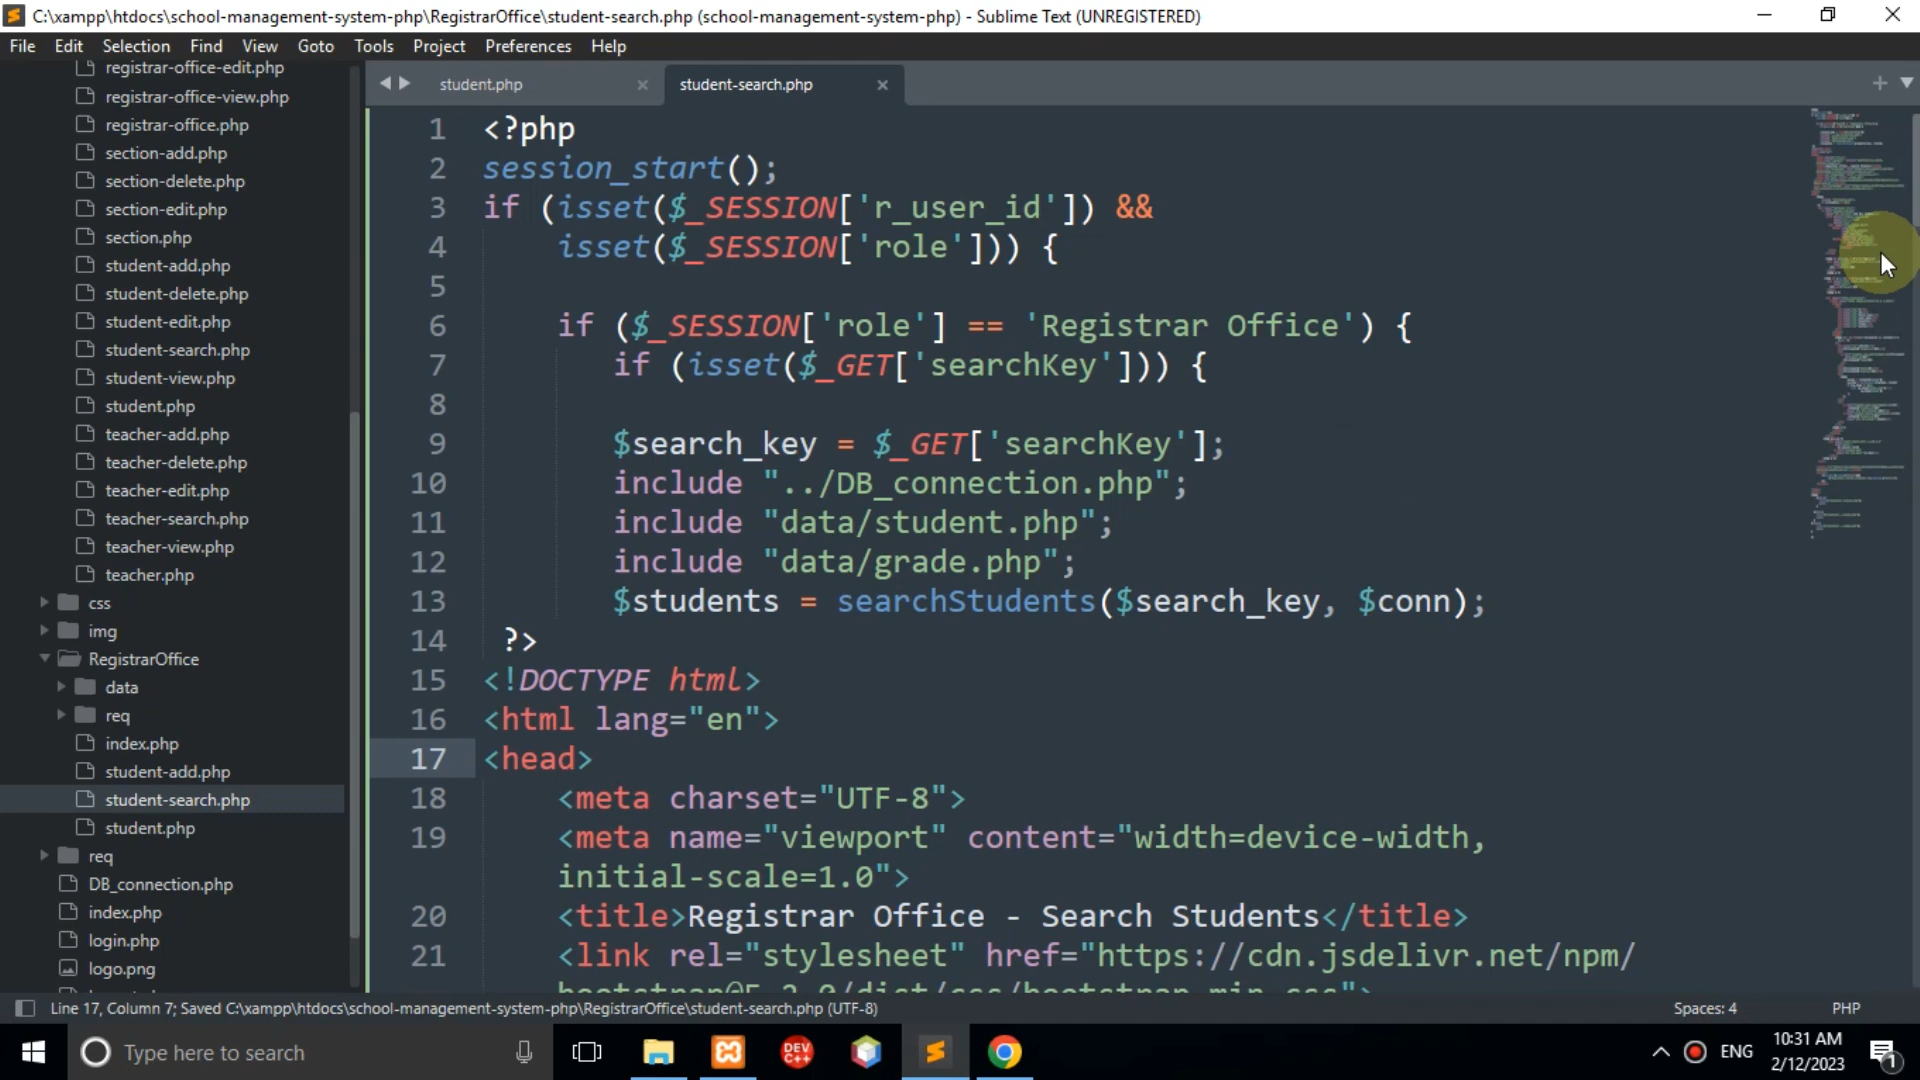 C:\xampp\htdocs\school-management-system-php\RegistrarOffice\student-search.php (school-management-system-php) - Sublime Text (UNREGISTERED)
File Edit Selection Find View Goto Tools Project Preferences Help
registrar-office-edit.php
registrar-office-view.php
registrar-office.php
section-add.php
section-delete.php
section-edit.php
section.php
student-add.php
student-delete.php
student-edit.php
student-search.php
student-view.php
student.php
teacher-add.php
teacher-delete.php
teacher-edit.php
teacher-search.php
teacher-view.php
teacher.php
css
img
RegistrarOffice
data
req
index.php
student-add.php
student-search.php
student.php
req
DB_connection.php
index.php
login.php
logo.png
student.php × student-search.php ×
1 <?php
2 session_start();
3 if (isset($_SESSION['r_user_id']) &&
4     isset($_SESSION['role'])) {
5
6     if ($_SESSION['role'] == 'Registrar Office') {
7        if (isset($_GET['searchKey'])) {
8
9        $search_key = $_GET['searchKey'];
10        include "../DB_connection.php";
11        include "data/student.php";
12        include "data/grade.php";
13        $students = searchStudents($search_key, $conn);
14  ?>
15 <!DOCTYPE html>
16 <html lang="en">
17 <head>
18     <meta charset="UTF-8">
19     <meta name="viewport" content="width=device-width,
initial-scale=1.0">
20     <title>Registrar Office - Search Students</title>
21     <link rel="stylesheet" href="https://cdn.jsdelivr.net/npm/
Line 17, Column 7; Saved C:\xampp\htdocs\school-management-system-php\RegistrarOffice\student-search.php (UTF-8) Spaces: 4 PHP
Type here to search
DEV
C++
ENG
10:31 AM
2/12/2023
1